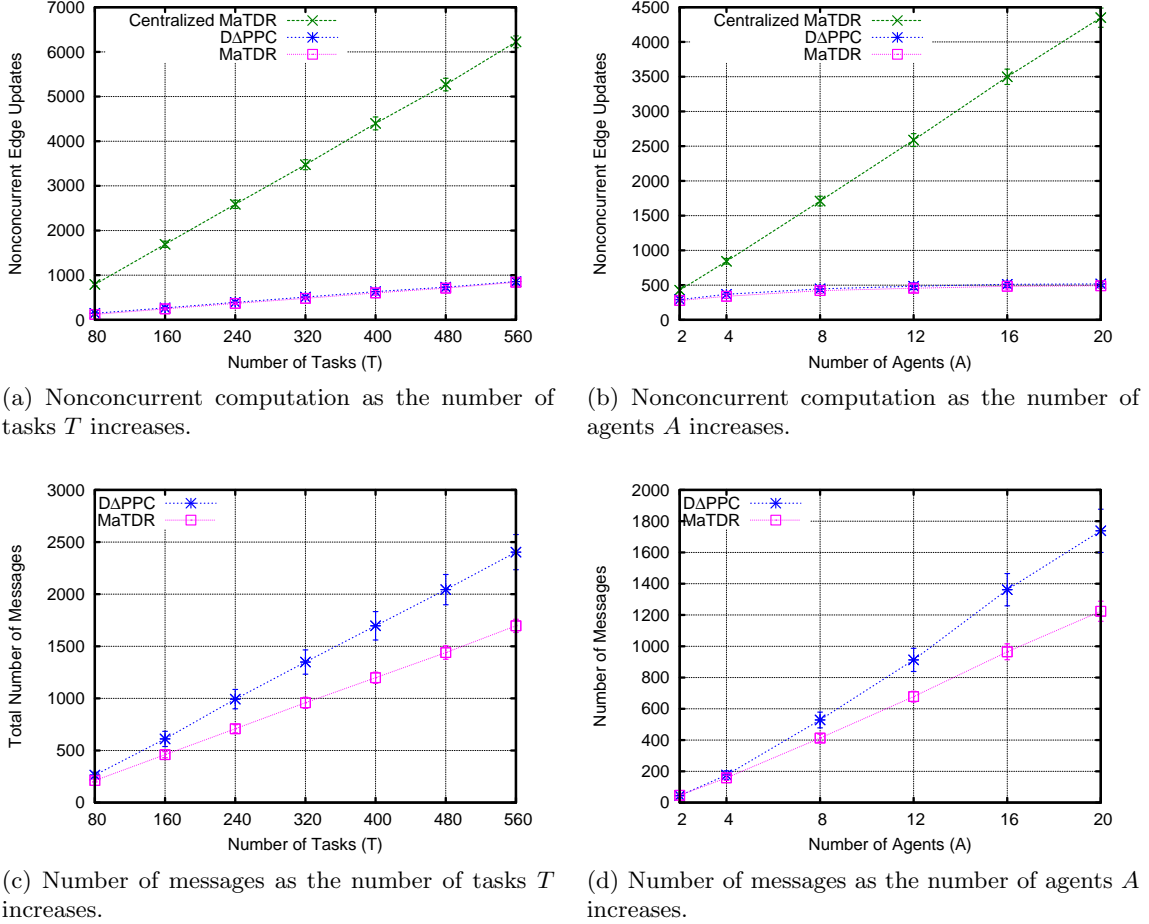 Centralized MaTDR
DΔPPC
MaTDR
7000
6000
5000
4000
3000
2000
1000
0
80 160 240 320 400 480 560
Nonconcurrent Edge Updates
Number of Tasks (T)
(a) Nonconcurrent computation as the number of
tasks T increases.
Centralized MaTDR
DΔPPC
MaTDR
4500
4000
3500
3000
2500
2000
1500
1000
500
0
2 4 8 12 16 20
Nonconcurrent Edge Updates
Number of Agents (A)
(b) Nonconcurrent computation as the number of
agents A increases.
DΔPPC
MaTDR
3000
2500
2000
1500
1000
500
0
80 160 240 320 400 480 560
Total Number of Messages
Number of Tasks (T)
(c) Number of messages as the number of tasks T
increases.
DΔPPC
MaTDR
2000
1800
1600
1400
1200
1000
800
600
400
200
0
2 4 8 12 16 20
Number of Messages
Number of Agents (A)
(d) Number of messages as the number of agents A
increases.